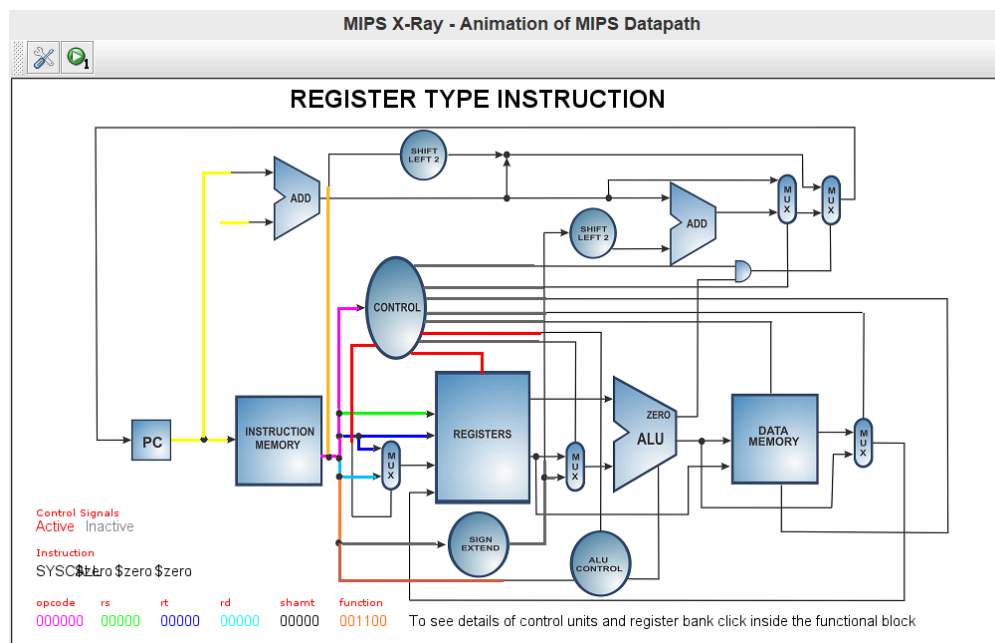 MIPS X-Ray - Animation of MIPS Datapath
1
REGISTER TYPE INSTRUCTION
SHIFT
LEFT 2
ADD
MUX
MUX
SHIFT
LEFT 2
ADD
CONTROL
PC
INSTRUCTION
MEMORY
REGISTERS
MUX
MUX
ZERO
ALU
DATA
MEMORY
MUX
SIGN
EXTEND
ALU
CONTROL
Control Signals
Active Inactive
Instruction
SYSCALL $zero $zero $zero
opcode rs rt rd shamt function
000000 00000 00000 00000 00000 001100 To see details of control units and register bank click inside the functional block